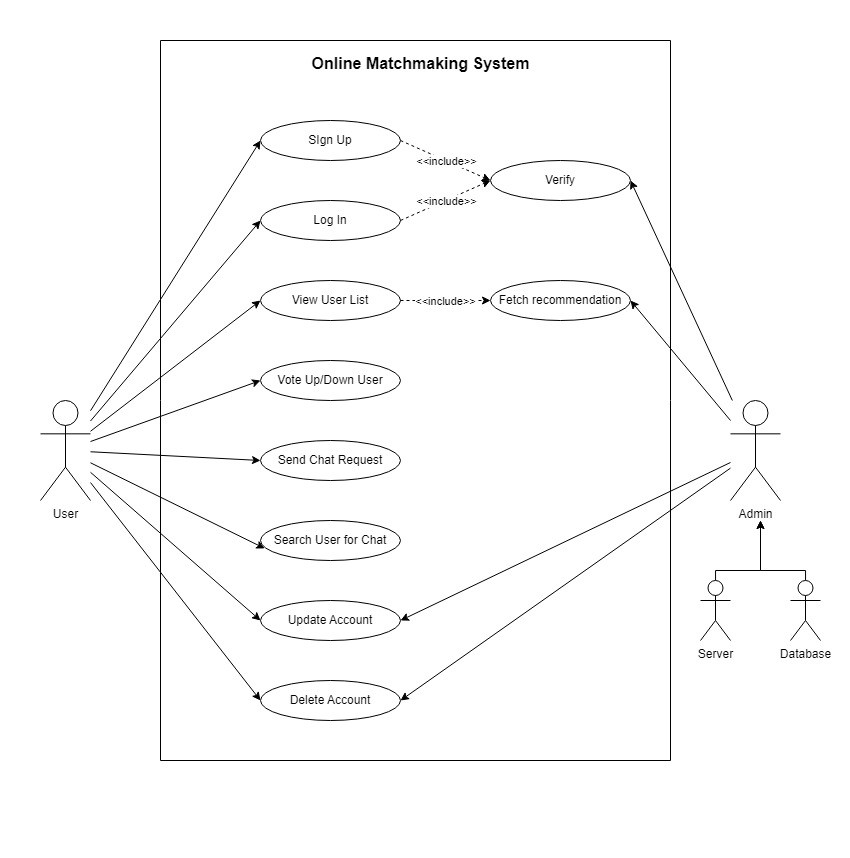 Online Matchmaking System
SIgn Up
<<include>>
Verify
<<include>>
Log In
View User List
<<include>>
Fetch recommendation
Vote Up/Down User
Send Chat Request
User
Admin
Search User for Chat
Update Account
Server
Database
Delete Account